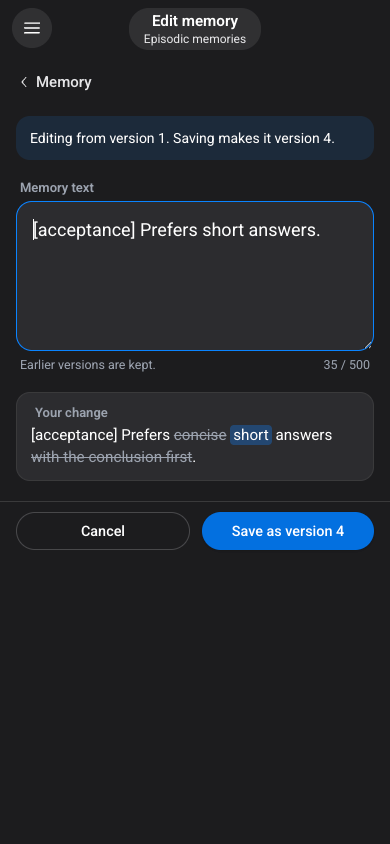 Edit memory
Episodic memories
Memory
Editing from version 1. Saving makes it version 4.
Memory text
[acceptance] Prefers short answers.
Earlier versions are kept.
35 / 500
Your change
[acceptance] Prefers concise short answers
with the conclusion first.
Cancel
Save as version 4